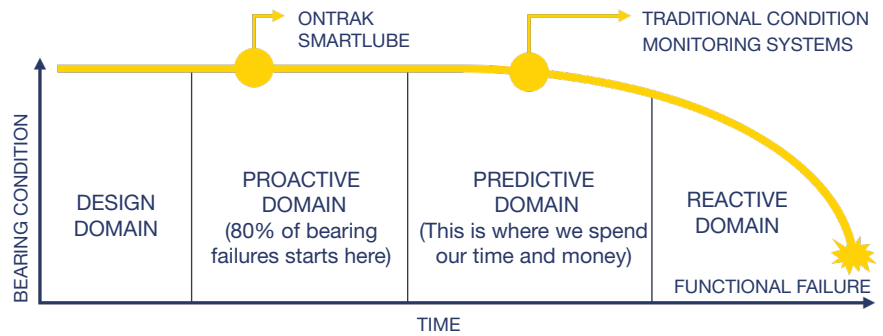 ONTRAK
SMARTLUBE
TRADITIONAL CONDITION
MONITORING SYSTEMS
BEARING CONDITION
DESIGN
DOMAIN
PROACTIVE
DOMAIN
(80% of bearing
failures starts here)
PREDICTIVE
DOMAIN
(This is where we spend
our time and money)
REACTIVE
DOMAIN
FUNCTIONAL FAILURE
TIME